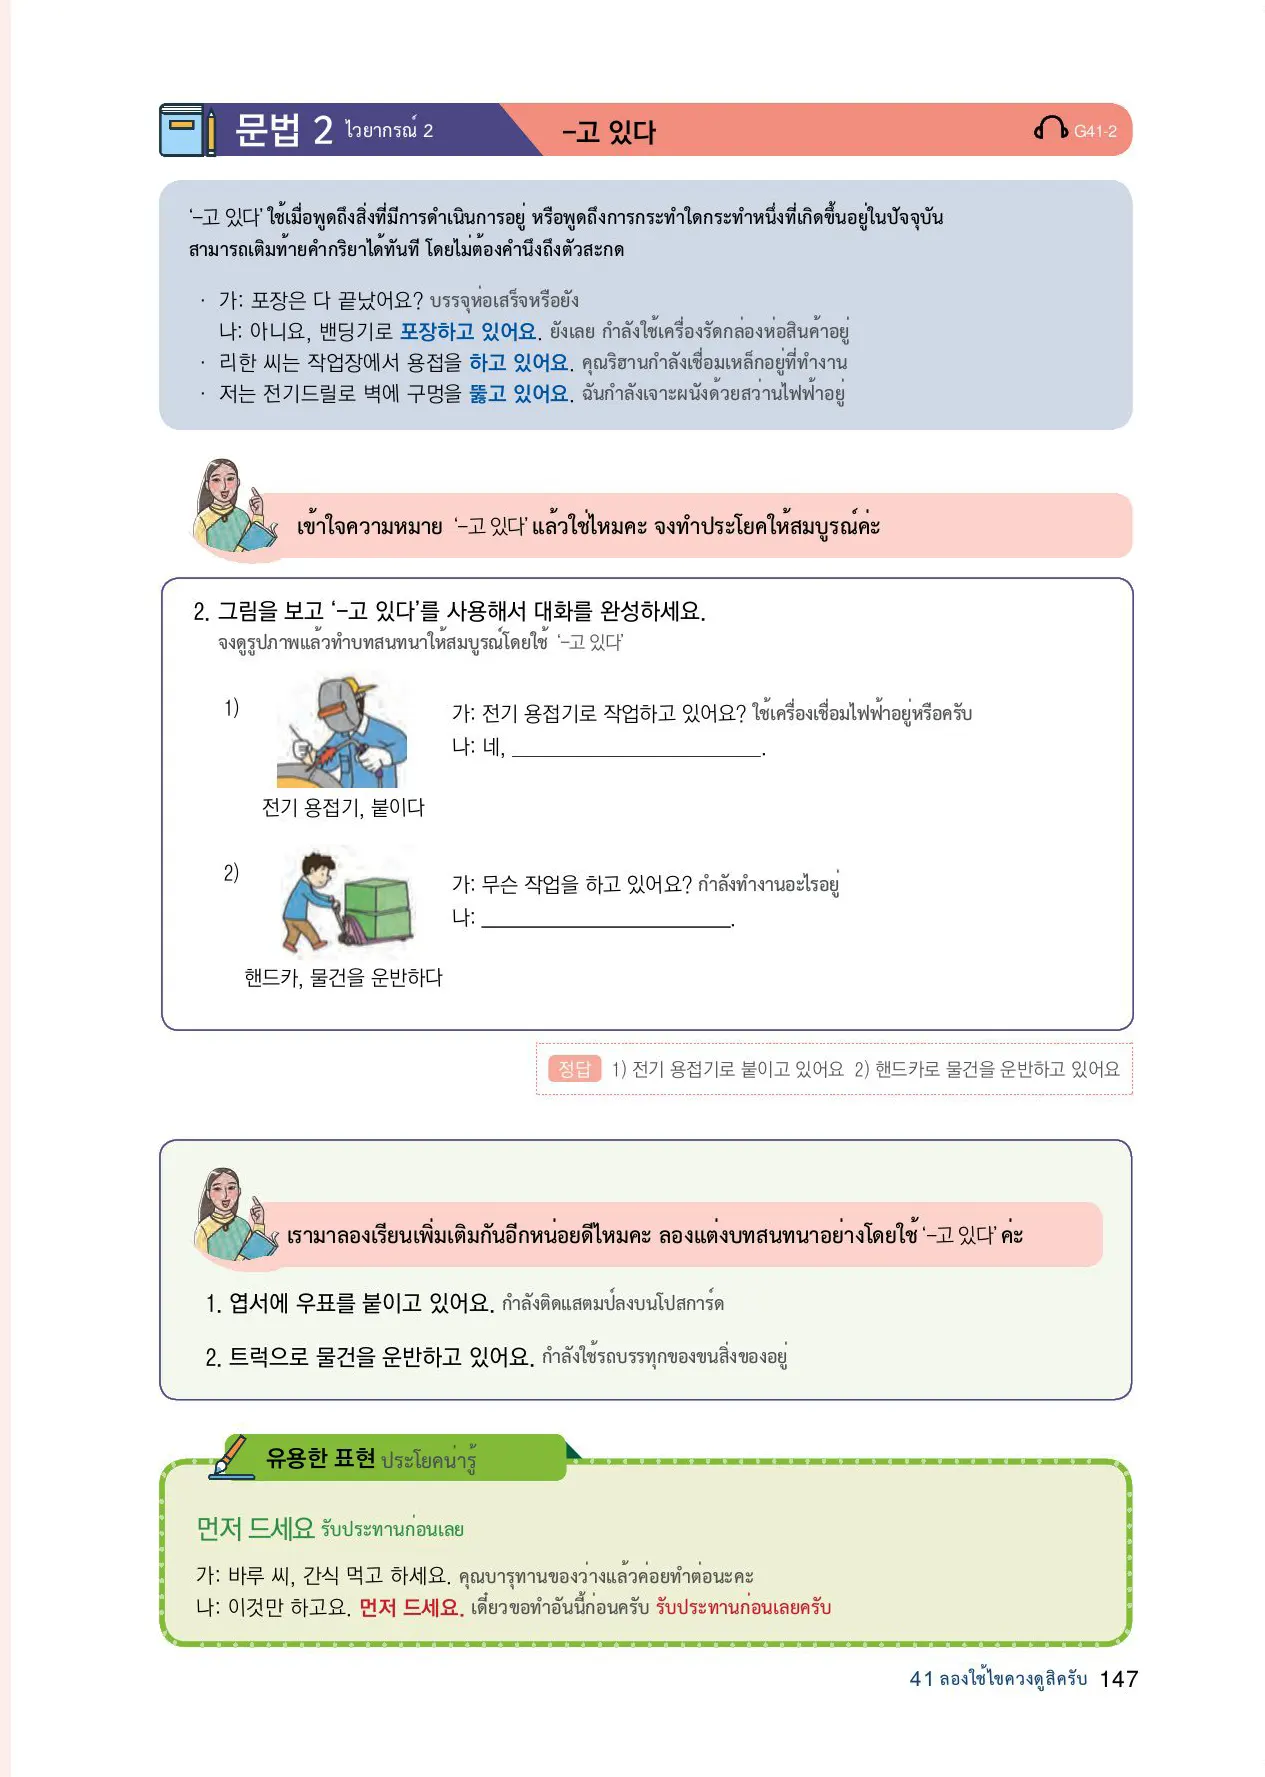 문법 2 ไวยากรณ์ 2 -고 있다 G41-2
‘-고 있다’ ใช้เมื่อพูดถึงสิ่งที่มีการดำเนินการอยู่ หรือพูดถึงการกระทำใดกระทำหนึ่งที่เกิดขึ้นอยู่ในปัจจุบัน
สามารถเติมท้ายคำกริยาได้ทันที โดยไม่ต้องคำนึงถึงตัวสะกด
· 가: 포장은 다 끝났어요? บรรจุห่อเสร็จหรือยัง
나: 아니요, 밴딩기로 포장하고 있어요. ยังเลย กำลังใช้เครื่องรัดกล่องห่อสินค้าอยู่
· 리한 씨는 작업장에서 용접을 하고 있어요. คุณริฮานกำลังเชื่อมเหล็กอยู่ที่ทำงาน
· 저는 전기드릴로 벽에 구멍을 뚫고 있어요. ฉันกำลังเจาะผนังด้วยสว่านไฟฟ้าอยู่
เข้าใจความหมาย ‘-고 있다’ แล้วใช่ไหมคะ จงทำประโยคให้สมบูรณ์ค่ะ
2. 그림을 보고 ‘-고 있다’를 사용해서 대화를 완성하세요.
จงดูรูปภาพแล้วทำบทสนทนาให้สมบูรณ์โดยใช้ ‘-고 있다’
1)
가: 전기 용접기로 작업하고 있어요? ใช้เครื่องเชื่อมไฟฟ้าอยู่หรือครับ
나: 네, ______________________.
전기 용접기, 붙이다
2)
가: 무슨 작업을 하고 있어요? กำลังทำงานอะไรอยู่
나: ______________________.
핸드카, 물건을 운반하다
정답 1) 전기 용접기로 붙이고 있어요 2) 핸드카로 물건을 운반하고 있어요
เรามาลองเรียนเพิ่มเติมกันอีกหน่อยดีไหมคะ ลองแต่งบทสนทนาอย่างโดยใช้ ‘-고 있다’ ค่ะ
1. 엽서에 우표를 붙이고 있어요. กำลังติดแสตมป์ลงบนโปสการ์ด
2. 트럭으로 물건을 운반하고 있어요. กำลังใช้รถบรรทุกของขนสิ่งของอยู่
유용한 표현 ประโยคน่ารู้
먼저 드세요 รับประทานก่อนเลย
가: 바루 씨, 간식 먹고 하세요. คุณบารุทานของว่างแล้วค่อยทำต่อนะคะ
나: 이것만 하고요. 먼저 드세요. เดี๋ยวขอทำอันนี้ก่อนครับ รับประทานก่อนเลยครับ
41 ลองใช้ไขควงดูสิครับ 147